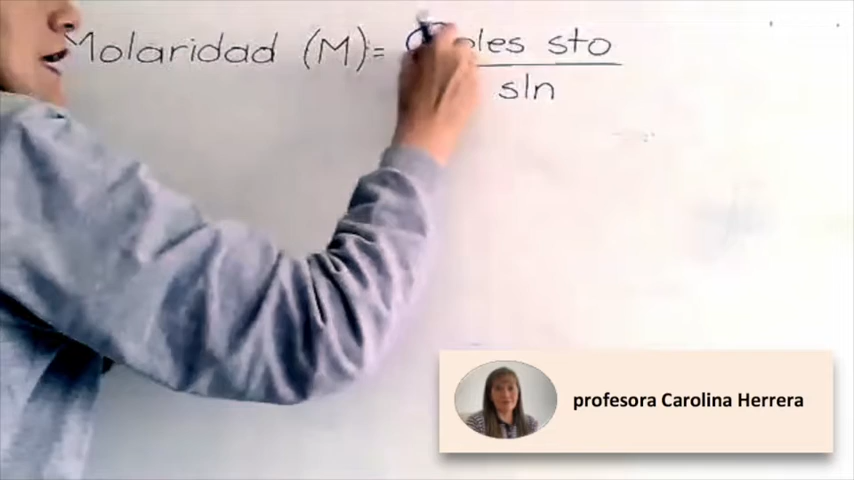 Molaridad (M)= moles sto
sln
profesora Carolina Herrera